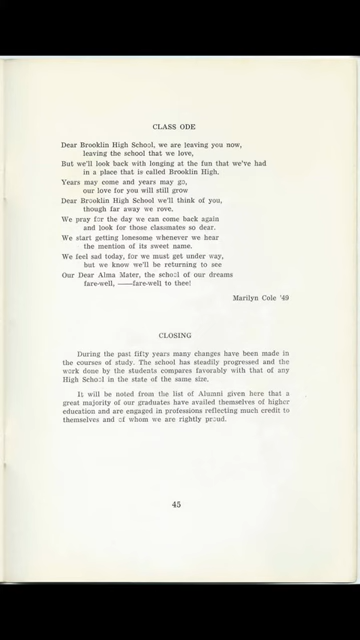 CLASS ODE
Dear Brooklin High School, we are leaving you now,
leaving the school that we love,
But we'll look back with longing at the fun that we've had
in a place that is called Brooklin High.
Years may come and years may go,
our love for you will still grow
Dear Brooklin High School we'll think of you,
though far away we rove.
We pray for the day we can come back again
and look for those classmates so dear.
We start getting lonesome whenever we hear
the mention of its sweet name.
We feel sad today, for we must get under way,
but we know we'll be returning to see
Our Dear Alma Mater, the school of our dreams
fare-well, ——fare-well to thee!
Marilyn Cole '49
CLOSING
During the past fifty years many changes have been made in
the courses of study. The school has steadily progressed and the
work done by the students compares favorably with that of any
High School in the state of the same size.
It will be noted from the list of Alumni given here that a
great majority of our graduates have availed themselves of higher
education and are engaged in professions reflecting much credit to
themselves and of whom we are rightly proud.
45